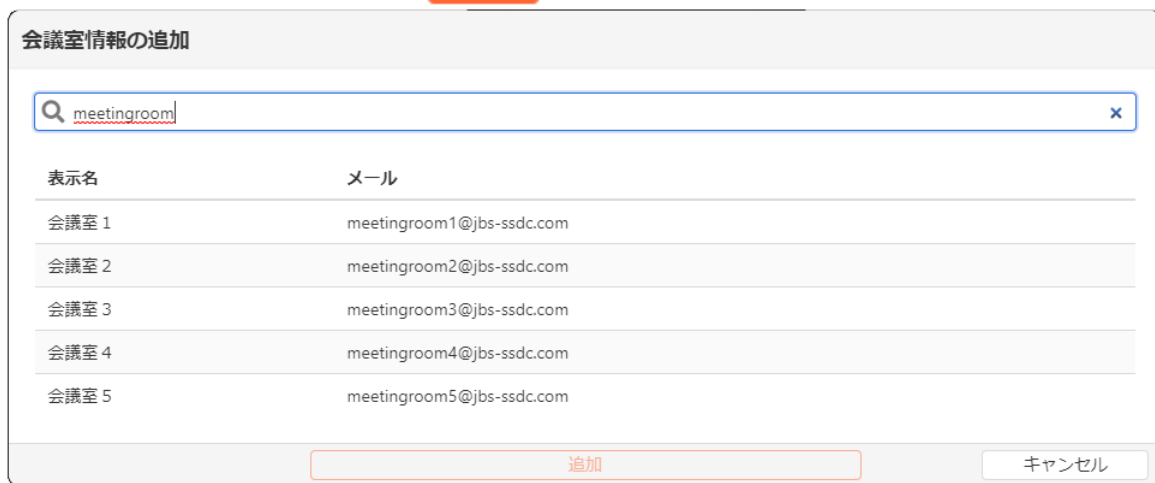 会議室情報の追加
meetingroom
表示名 メール
会議室 1 meetingroom1@jbs-ssdc.com
会議室 2 meetingroom2@jbs-ssdc.com
会議室 3 meetingroom3@jbs-ssdc.com
会議室 4 meetingroom4@jbs-ssdc.com
会議室 5 meetingroom5@jbs-ssdc.com
追加 キャンセル